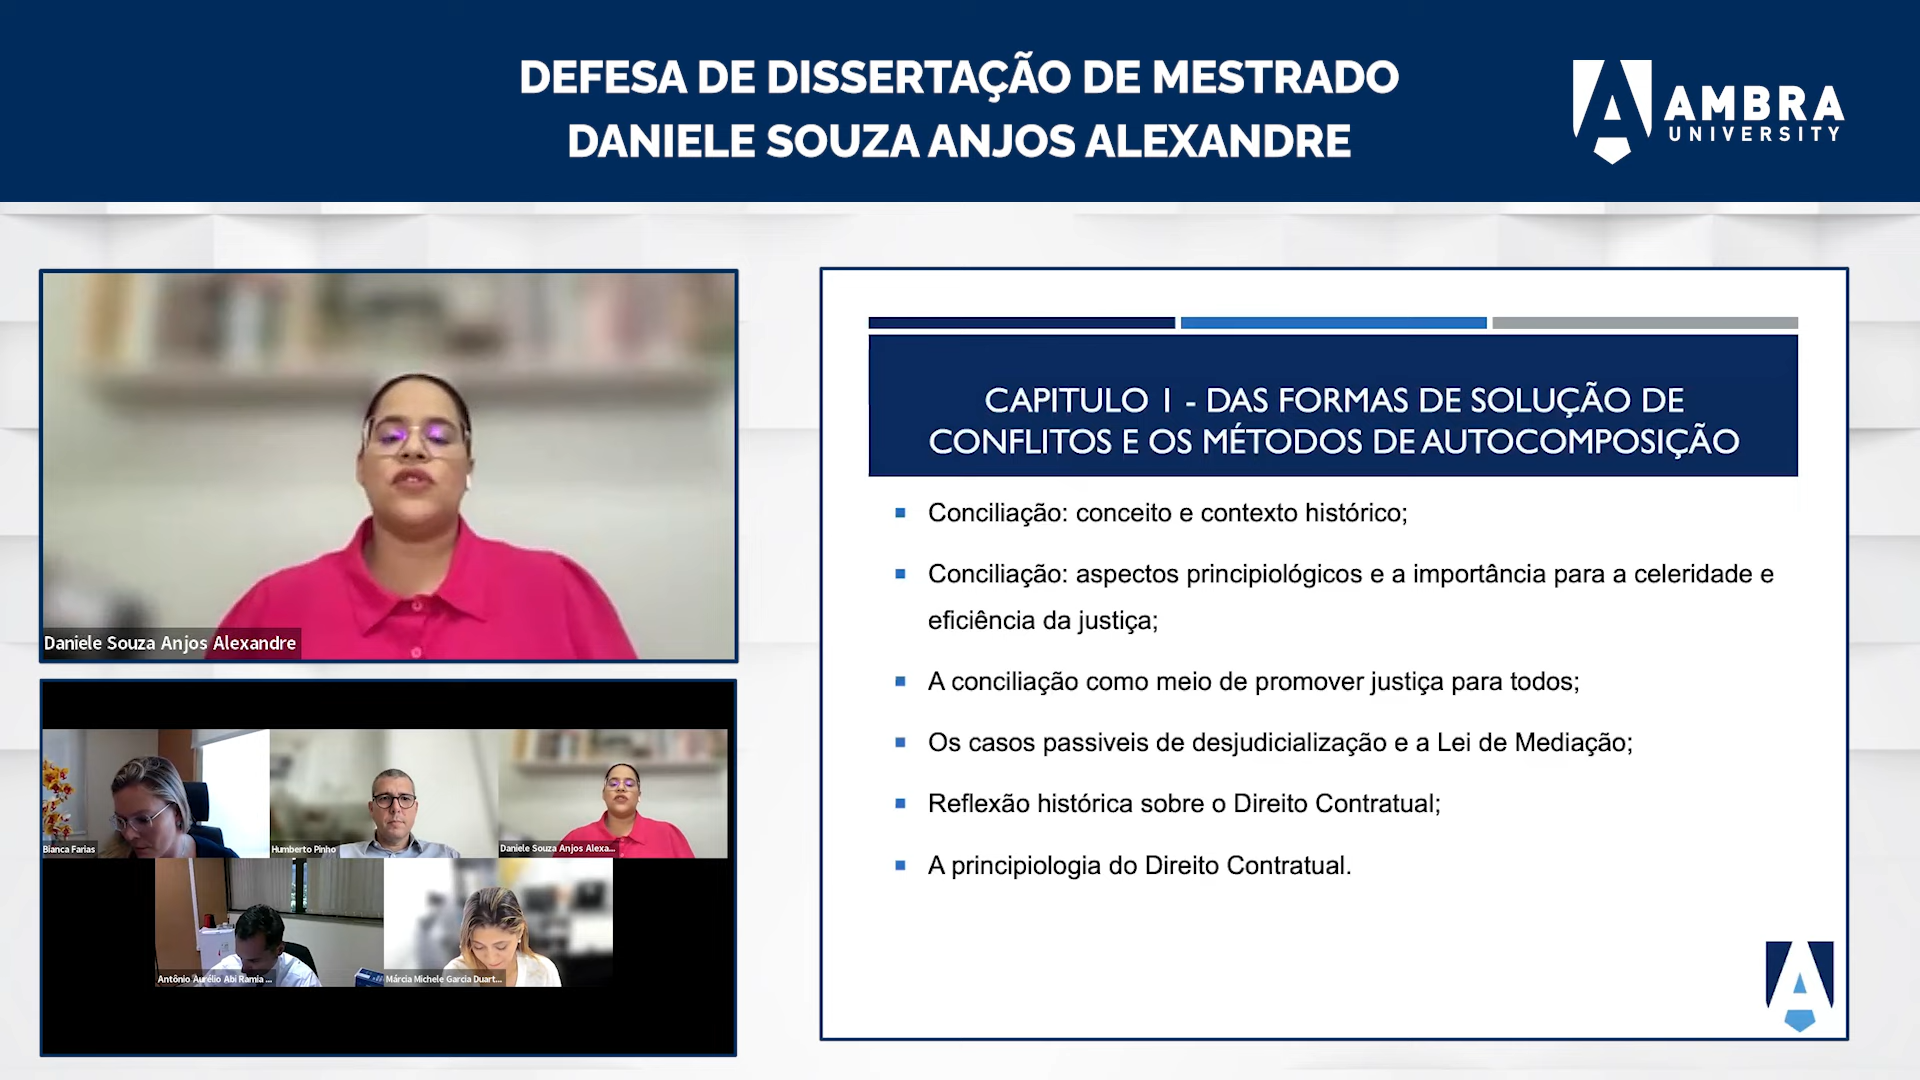 DEFESA DE DISSERTAÇÃO DE MESTRADO
DANIELE SOUZA ANJOS ALEXANDRE
AMBRA
UNIVERSITY
Daniele Souza Anjos Alexandre
Bianca Farias
Humberto Pinho
Daniele Souza Anjos Alexa...
Antônio Aurélio Abi Ramia ...
Márcia Michele Garcia Duart...
CAPITULO 1 - DAS FORMAS DE SOLUÇÃO DE
CONFLITOS E OS MÉTODOS DE AUTOCOMPOSIÇÃO
Conciliação: conceito e contexto histórico;
Conciliação: aspectos principiológicos e a importância para a celeridade e
eficiência da justiça;
A conciliação como meio de promover justiça para todos;
Os casos passiveis de desjudicialização e a Lei de Mediação;
Reflexão histórica sobre o Direito Contratual;
A principiologia do Direito Contratual.